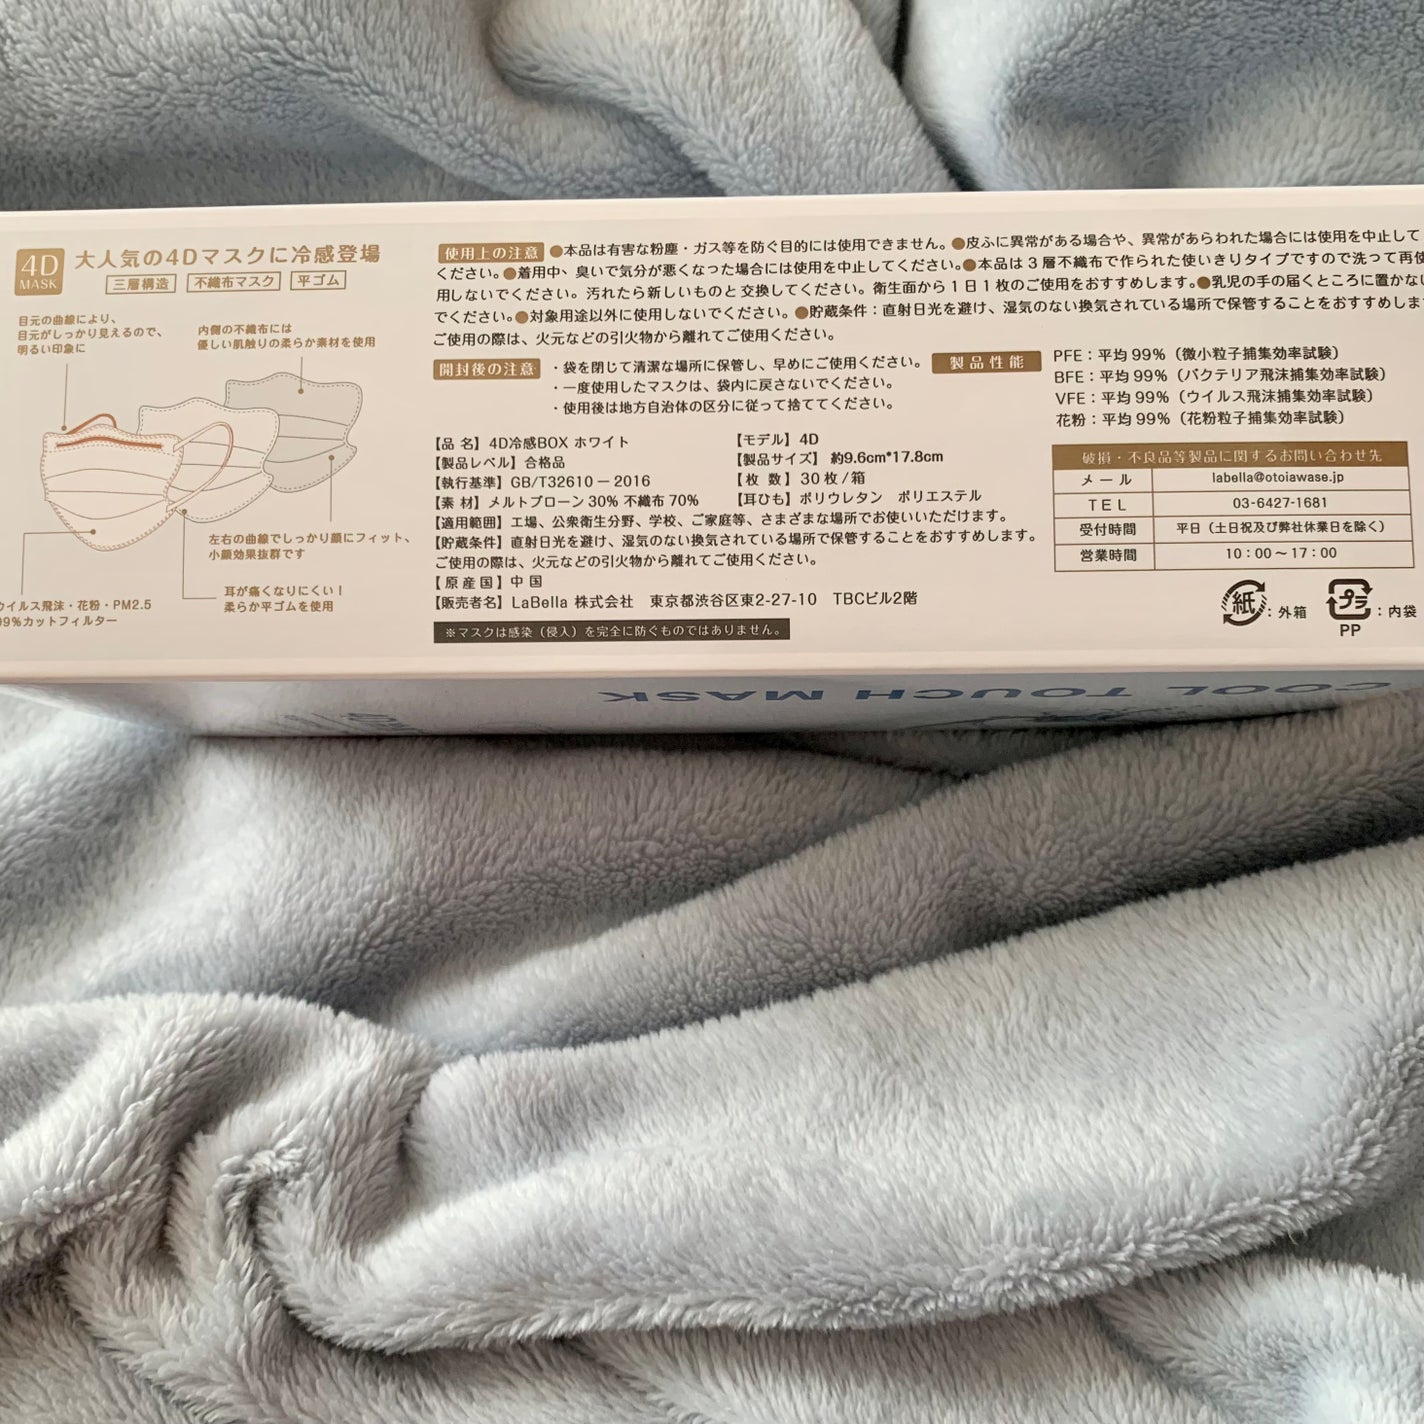 4D
MASK
大人気の4Dマスクに冷感登場
三層構造 不織布マスク 平ゴム
目元の曲線により、
目元がしっかり見えるので、
明るい印象に
内側の不織布には
優しい肌触りの柔らか素材を使用
左右の曲線でしっかり顔にフィット、
小顔効果抜群です
耳が痛くなりにくい!
柔らか平ゴムを使用
ウイルス飛沫・花粉・PM2.5
99%カットフィルター
使用上の注意 ●本品は有害な粉塵・ガス等を防ぐ目的には使用できません。●皮ふに異常がある場合や、異常があらわれた場合には使用を中止して
ください。●着用中、臭いで気分が悪くなった場合には使用を中止してください。●本品は3層不織布で作られた使いきりタイプですので洗って再使
用しないでください。汚れたら新しいものと交換してください。衛生面から1日1枚のご使用をおすすめします。●乳児の手の届くところに置かない
でください。●対象用途以外に使用しないでください。●貯蔵条件：直射日光を避け、湿気のない換気されている場所で保管することをおすすめしま
ご使用の際は、火元などの引火物から離れてご使用ください。
開封後の注意 ・袋を閉じて清潔な場所に保管し、早めにご使用ください。
・一度使用したマスクは、袋内に戻さないでください。
・使用後は地方自治体の区分に従って捨ててください。
製品性能 PFE：平均99%（微小粒子捕集効率試験）
BFE：平均99%（バクテリア飛沫捕集効率試験）
VFE：平均99%（ウイルス飛沫捕集効率試験）
花粉：平均99%（花粉粒子捕集効率試験）
【品 名】4D冷感BOX ホワイト 【モデル】4D
【製品レベル】合格品 【製品サイズ】約9.6cm*17.8cm
【執行基準】GB/T32610－2016 【枚 数】30枚/箱
【素 材】メルトブローン30% 不織布70% 【耳ひも】ポリウレタン ポリエステル
【適用範囲】工場、公衆衛生分野、学校、ご家庭等、さまざまな場所でお使いいただけます。
【貯蔵条件】直射日光を避け、湿気のない換気されている場所で保管することをおすすめします。
ご使用の際は、火元などの引火物から離れてご使用ください。
【原産国】中国
【販売者名】LaBella 株式会社 東京都渋谷区東2-27-10 TBCビル2階
※マスクは感染（侵入）を完全に防ぐものではありません。
破損・不良品等製品に関するお問い合わせ先
メール labella@otoiawase.jp
TEL 03-6427-1681
受付時間 平日（土日祝及び弊社休業日を除く）
営業時間 10：00～17：00
紙：外箱 プラ：内袋
PP
COOL TOUCH MASK